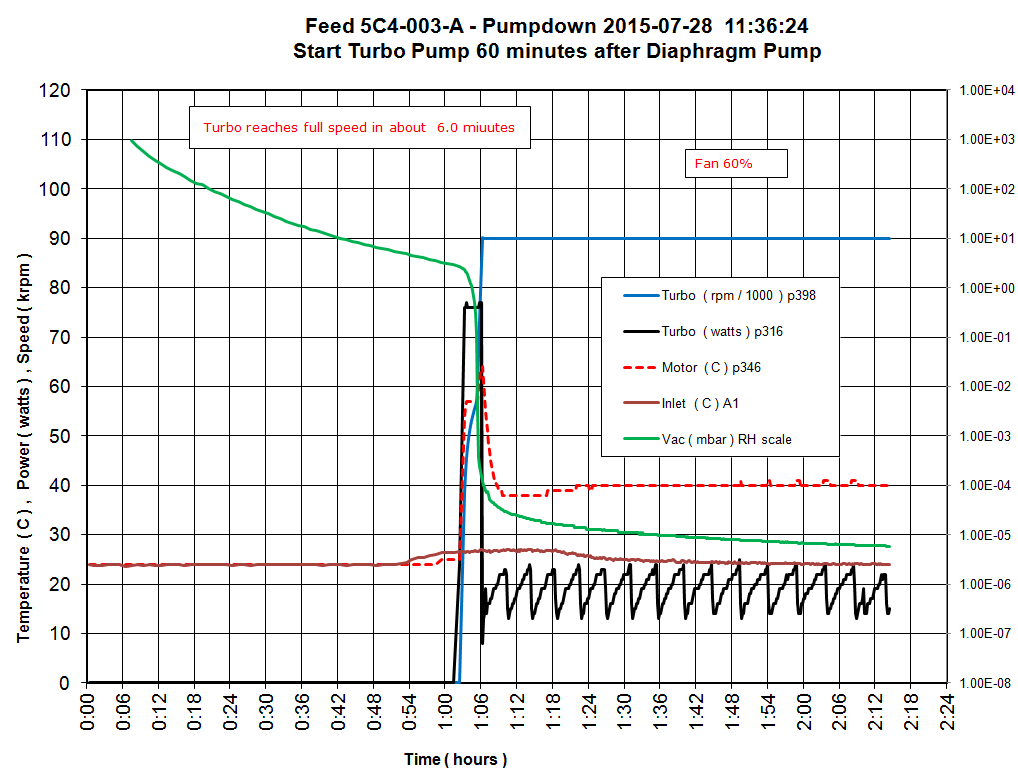 Feed 5C4-003-A - Pumpdown 2015-07-28 11:36:24
Start Turbo Pump 60 minutes after Diaphragm Pump
Turbo reaches full speed in about 6.0 miuutes
Fan 60%
120
110
100
90
80
70
60
50
40
30
20
10
0
Temperature ( C ) , Power ( watts ) , Speed ( krpm )
1.00E+04
1.00E+03
1.00E+02
1.00E+01
1.00E+00
1.00E-01
1.00E-02
1.00E-03
1.00E-04
1.00E-05
1.00E-06
1.00E-07
1.00E-08
Turbo ( rpm / 1000 ) p398
Turbo ( watts ) p316
Motor ( C ) p346
Inlet ( C ) A1
Vac ( mbar ) RH scale
0:00
0:06
0:12
0:18
0:24
0:30
0:36
0:42
0:48
0:54
1:00
1:06
1:12
1:18
1:24
1:30
1:36
1:42
1:48
1:54
2:00
2:06
2:12
2:18
2:24
Time ( hours )